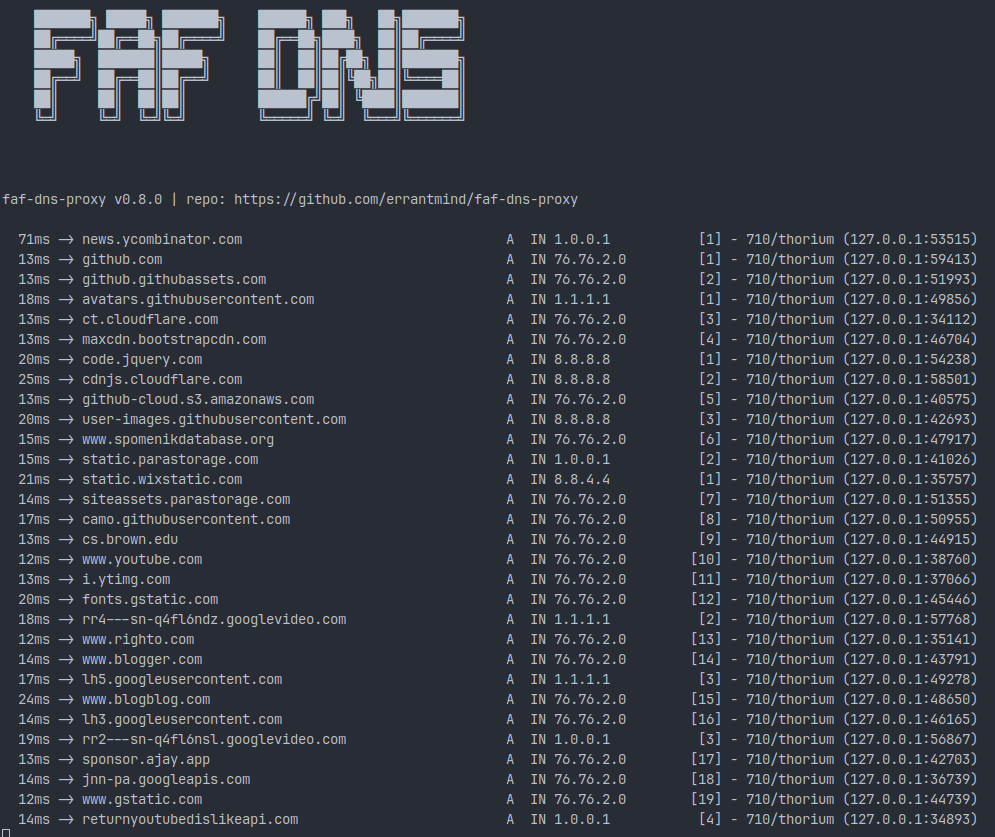 FAF DNS
faf-dns-proxy v0.8.0 | repo: https://github.com/errantmind/faf-dns-proxy
71ms -> news.ycombinator.com A IN 1.0.0.1 [1] - 710/thorium (127.0.0.1:53515)
13ms -> github.com A IN 76.76.2.0 [1] - 710/thorium (127.0.0.1:59413)
13ms -> github.githubassets.com A IN 76.76.2.0 [2] - 710/thorium (127.0.0.1:51993)
18ms -> avatars.githubusercontent.com A IN 1.1.1.1 [1] - 710/thorium (127.0.0.1:49856)
13ms -> ct.cloudflare.com A IN 76.76.2.0 [3] - 710/thorium (127.0.0.1:34112)
13ms -> maxcdn.bootstrapcdn.com A IN 76.76.2.0 [4] - 710/thorium (127.0.0.1:46704)
20ms -> code.jquery.com A IN 8.8.8.8 [1] - 710/thorium (127.0.0.1:54238)
25ms -> cdnjs.cloudflare.com A IN 8.8.8.8 [2] - 710/thorium (127.0.0.1:58501)
13ms -> github-cloud.s3.amazonaws.com A IN 76.76.2.0 [5] - 710/thorium (127.0.0.1:40575)
20ms -> user-images.githubusercontent.com A IN 8.8.8.8 [3] - 710/thorium (127.0.0.1:42693)
15ms -> www.spomenikdatabase.org A IN 76.76.2.0 [6] - 710/thorium (127.0.0.1:47917)
15ms -> static.parastorage.com A IN 1.0.0.1 [2] - 710/thorium (127.0.0.1:41026)
21ms -> static.wixstatic.com A IN 8.8.4.4 [1] - 710/thorium (127.0.0.1:35757)
14ms -> siteassets.parastorage.com A IN 76.76.2.0 [7] - 710/thorium (127.0.0.1:51355)
17ms -> camo.githubusercontent.com A IN 76.76.2.0 [8] - 710/thorium (127.0.0.1:50955)
13ms -> cs.brown.edu A IN 76.76.2.0 [9] - 710/thorium (127.0.0.1:44915)
12ms -> www.youtube.com A IN 76.76.2.0 [10] - 710/thorium (127.0.0.1:38760)
13ms -> i.ytimg.com A IN 76.76.2.0 [11] - 710/thorium (127.0.0.1:37066)
20ms -> fonts.gstatic.com A IN 76.76.2.0 [12] - 710/thorium (127.0.0.1:45446)
18ms -> rr4---sn-q4fl6ndz.googlevideo.com A IN 1.1.1.1 [2] - 710/thorium (127.0.0.1:57768)
12ms -> www.righto.com A IN 76.76.2.0 [13] - 710/thorium (127.0.0.1:35141)
14ms -> www.blogger.com A IN 76.76.2.0 [14] - 710/thorium (127.0.0.1:43791)
17ms -> lh5.googleusercontent.com A IN 1.1.1.1 [3] - 710/thorium (127.0.0.1:49278)
24ms -> www.blogblog.com A IN 76.76.2.0 [15] - 710/thorium (127.0.0.1:48650)
14ms -> lh3.googleusercontent.com A IN 76.76.2.0 [16] - 710/thorium (127.0.0.1:46165)
19ms -> rr2---sn-q4fl6nsl.googlevideo.com A IN 1.0.0.1 [3] - 710/thorium (127.0.0.1:56867)
13ms -> sponsor.ajay.app A IN 76.76.2.0 [17] - 710/thorium (127.0.0.1:42703)
14ms -> jnn-pa.googleapis.com A IN 76.76.2.0 [18] - 710/thorium (127.0.0.1:36739)
12ms -> www.gstatic.com A IN 76.76.2.0 [19] - 710/thorium (127.0.0.1:44739)
14ms -> returnyoutubedislikeapi.com A IN 1.0.0.1 [4] - 710/thorium (127.0.0.1:34893)